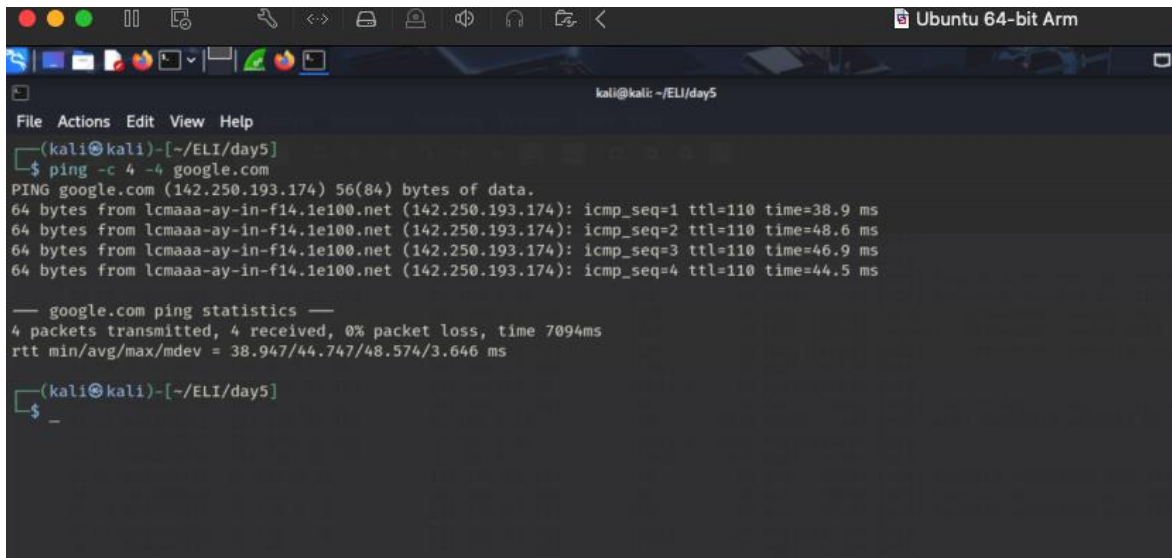 Ubuntu 64-bit Arm
kali@kali: ~/ELI/day5
File Actions Edit View Help
(kali㉿kali)-[~/ELI/day5]
$ ping -c 4 -4 google.com
PING google.com (142.250.193.174) 56(84) bytes of data.
64 bytes from lcmaaa-ay-in-f14.1e100.net (142.250.193.174): icmp_seq=1 ttl=110 time=38.9 ms
64 bytes from lcmaaa-ay-in-f14.1e100.net (142.250.193.174): icmp_seq=2 ttl=110 time=48.6 ms
64 bytes from lcmaaa-ay-in-f14.1e100.net (142.250.193.174): icmp_seq=3 ttl=110 time=46.9 ms
64 bytes from lcmaaa-ay-in-f14.1e100.net (142.250.193.174): icmp_seq=4 ttl=110 time=44.5 ms
--- google.com ping statistics ---
4 packets transmitted, 4 received, 0% packet loss, time 7094ms
rtt min/avg/max/mdev = 38.947/44.747/48.574/3.646 ms
(kali㉿kali)-[~/ELI/day5]
$ _